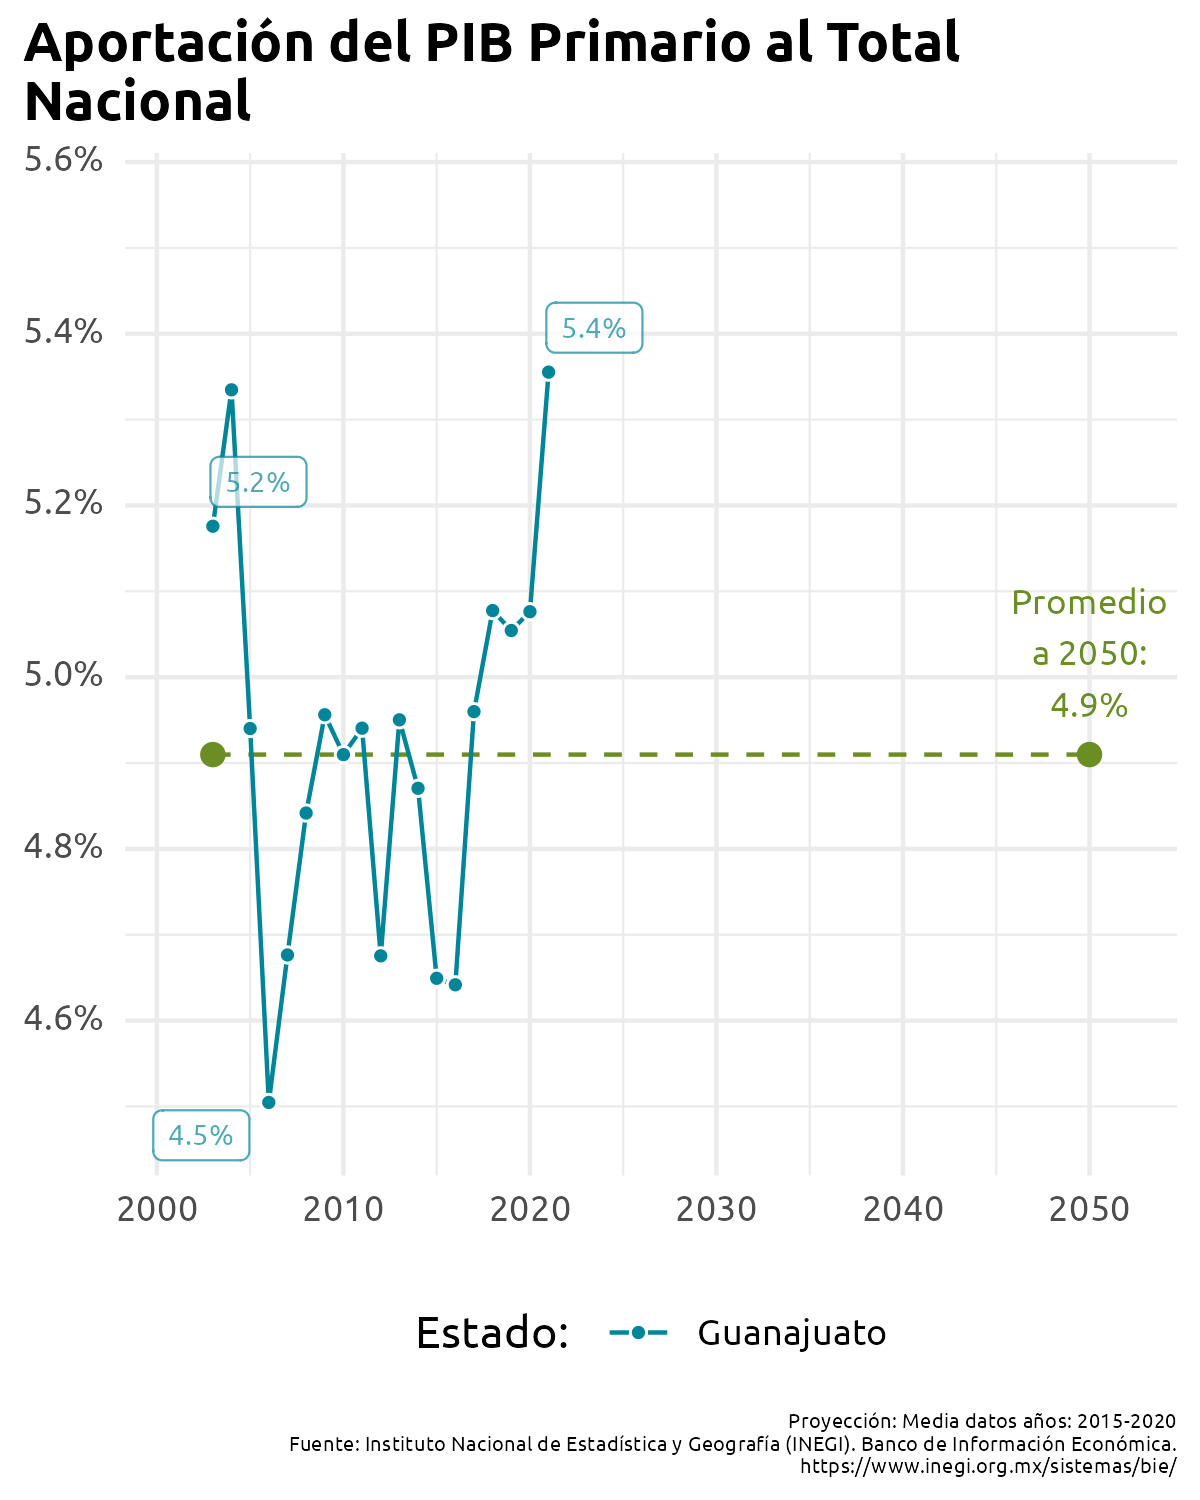 Aportación del PIB Primario al Total
Nacional
5.6%
5.4%
5.2%
5.0%
4.8%
4.6%
5.4%
5.2%
4.5%
Promedio
a 2050:
4.9%
2000 2010 2020 2030 2040 2050
Estado: Guanajuato
Proyección: Media datos años: 2015-2020
Fuente: Instituto Nacional de Estadística y Geografía (INEGI). Banco de Información Económica.
https://www.inegi.org.mx/sistemas/bie/